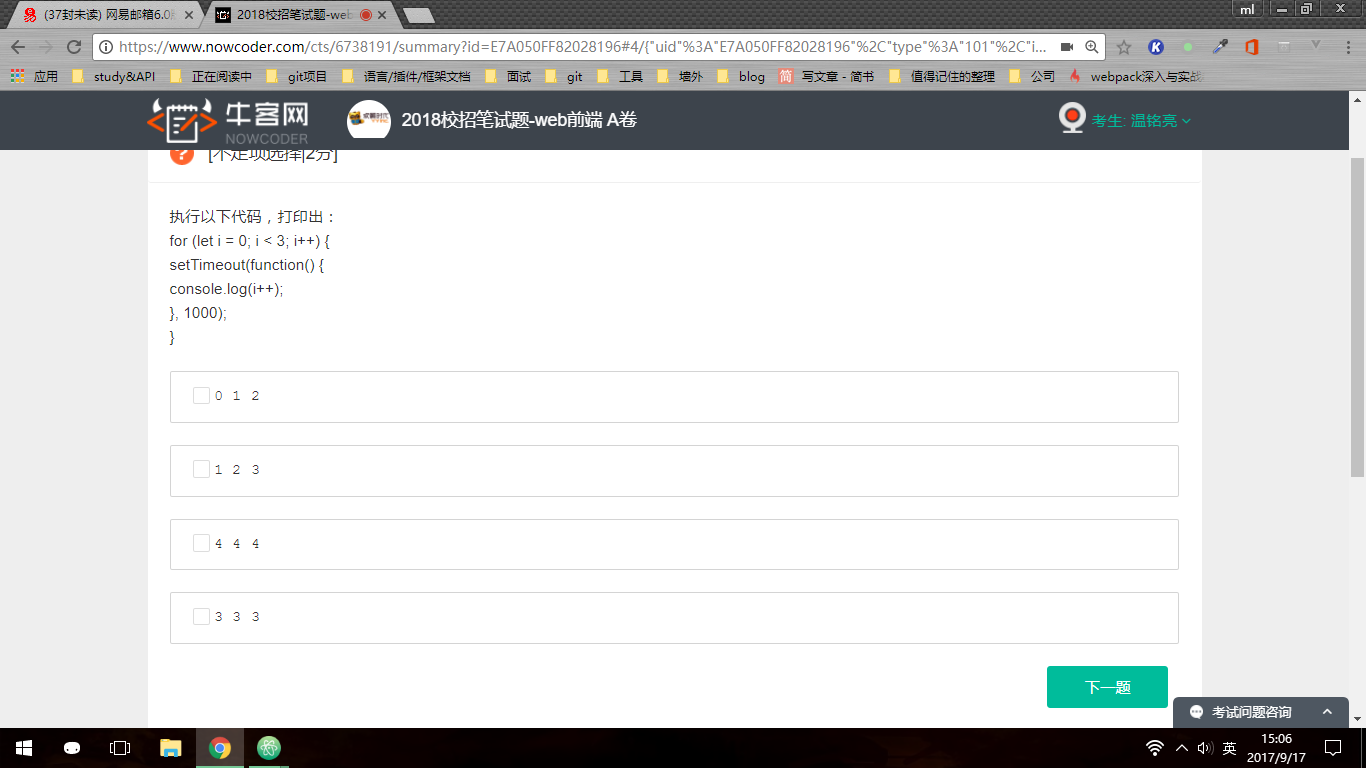 (37封未读) 网易邮箱6.0版
2018校招笔试题-web
ml
https://www.nowcoder.com/cts/6738191/summary?id=E7A050FF82028196#4/{"uid"%3A"E7A050FF82028196"%2C"type"%3A"101"%2C"i...
应用 study&API 正在阅读中 git项目 语言/插件/框架文档 面试 git 工具 墙外 blog 简 写文章 - 简书 值得记住的整理 公司 webpack深入与实战
牛客网
NOWCODER
2018校招笔试题-web前端 A卷
考生: 温铭亮
[不定项选择|2分]
执行以下代码，打印出：
for (let i = 0; i < 3; i++) {
setTimeout(function() {
console.log(i++);
}, 1000);
}
0 1 2
1 2 3
4 4 4
3 3 3
下一题
考试问题咨询
英
15:06
2017/9/17